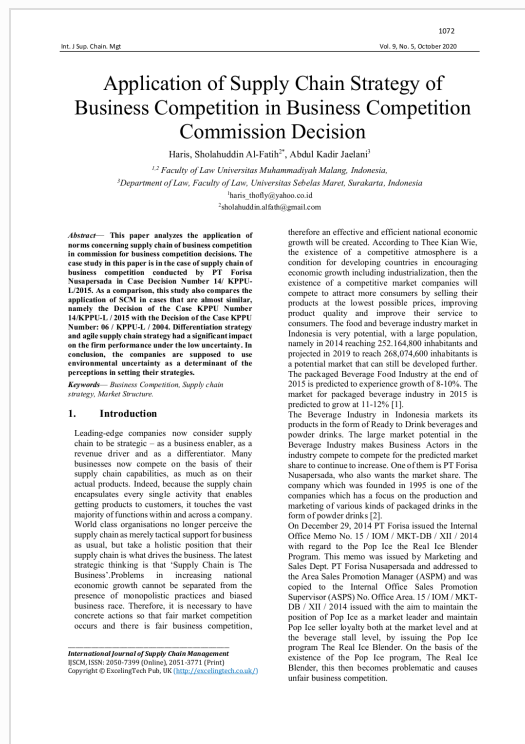 1072
Int. J Sup. Chain. Mgt Vol. 9, No. 5, October 2020
Application of Supply Chain Strategy of
Business Competition in Business Competition
Commission Decision
Haris, Sholahuddin Al-Fatih2*, Abdul Kadir Jaelani3
1,2 Faculty of Law Universitas Muhammadiyah Malang, Indonesia,
3Department of Law, Faculty of Law, Universitas Sebelas Maret, Surakarta, Indonesia
1haris_thofly@yahoo.co.id
2sholahuddin.alfath@gmail.com
Abstract— This paper analyzes the application of
norms concerning supply chain of business competition
in commission for business competition decisions. The
case study in this paper is in the case of supply chain of
business competition conducted by PT Forisa
Nusapersada in Case Decision Number 14/ KPPU-
L/2015. As a comparison, this study also compares the
application of SCM in cases that are almost similar,
namely the Decision of the Case KPPU Number
14/KPPU-L / 2015 with the Decision of the Case KPPU
Number: 06 / KPPU-L / 2004. Differentiation strategy
and agile supply chain strategy had a significant impact
on the firm performance under the low uncertainty. In
conclusion, the companies are supposed to use
environmental uncertainty as a determinant of the
perceptions in setting their strategies.
Keywords— Business Competition, Supply chain
strategy, Market Structure.
1. Introduction
Leading-edge companies now consider supply
chain to be strategic – as a business enabler, as a
revenue driver and as a differentiator. Many
businesses now compete on the basis of their
supply chain capabilities, as much as on their
actual products. Indeed, because the supply chain
encapsulates every single activity that enables
getting products to customers, it touches the vast
majority of functions within and across a company.
World class organisations no longer perceive the
supply chain as merely tactical support for business
as usual, but take a holistic position that their
supply chain is what drives the business. The latest
strategic thinking is that ‘Supply Chain is The
Business’.Problems in increasing national
economic growth cannot be separated from the
presence of monopolistic practices and biased
business race. Therefore, it is necessary to have
concrete actions so that fair market competition
occurs and there is fair business competition,
International Journal of Supply Chain Management
IJSCM, ISSN: 2050-7399 (Online), 2051-3771 (Print)
Copyright © ExcelingTech Pub, UK (http://excelingtech.co.uk/)
therefore an effective and efficient national economic
growth will be created. According to Thee Kian Wie,
the existence of a competitive atmosphere is a
condition for developing countries in encouraging
economic growth including industrialization, then the
existence of a competitive market companies will
compete to attract more consumers by selling their
products at the lowest possible prices, improving
product quality and improve their service to
consumers. The food and beverage industry market in
Indonesia is very potential, with a large population,
namely in 2014 reaching 252,164,800 inhabitants and
projected in 2019 to reach 268,074,600 inhabitants is
a potential market that can still be developed further.
The packaged Beverage Food Industry at the end of
2015 is predicted to experience growth of 8-10%. The
market for packaged beverage industry in 2015 is
predicted to grow at 11-12% [1].
The Beverage Industry in Indonesia markets its
products in the form of Ready to Drink beverages and
powder drinks. The large market potential in the
Beverage Industry makes Business Actors in the
industry compete to compete for the predicted market
share to continue to increase. One of them is PT Forisa
Nusapersada, who also wants the market share. The
company which was founded in 1995 is one of the
companies which has a focus on the production and
marketing of various kinds of packaged drinks in the
form of powder drinks [2].
On December 29, 2014 PT Forisa issued the Internal
Office Memo No. 15 / IOM / MKT-DB / XII / 2014
with regard to the Pop Ice the Real Ice Blender
Program. This memo was issued by Marketing and
Sales Dept. PT Forisa Nusapersada and addressed to
the Area Sales Promotion Manager (ASPM) and was
copied to the Internal Office Sales Promotion
Supervisor (ASPS) No. Office Area. 15 / IOM / MKT-
DB / XII / 2014 issued with the aim to maintain the
position of Pop Ice as a market leader and maintain
Pop Ice seller loyalty both at the market level and at
the beverage stall level, by issuing the Pop Ice
program The Real Ice Blender. On the basis of the
existence of the Pop Ice program, The Real Ice
Blender, this then becomes problematic and causes
unfair business competition.